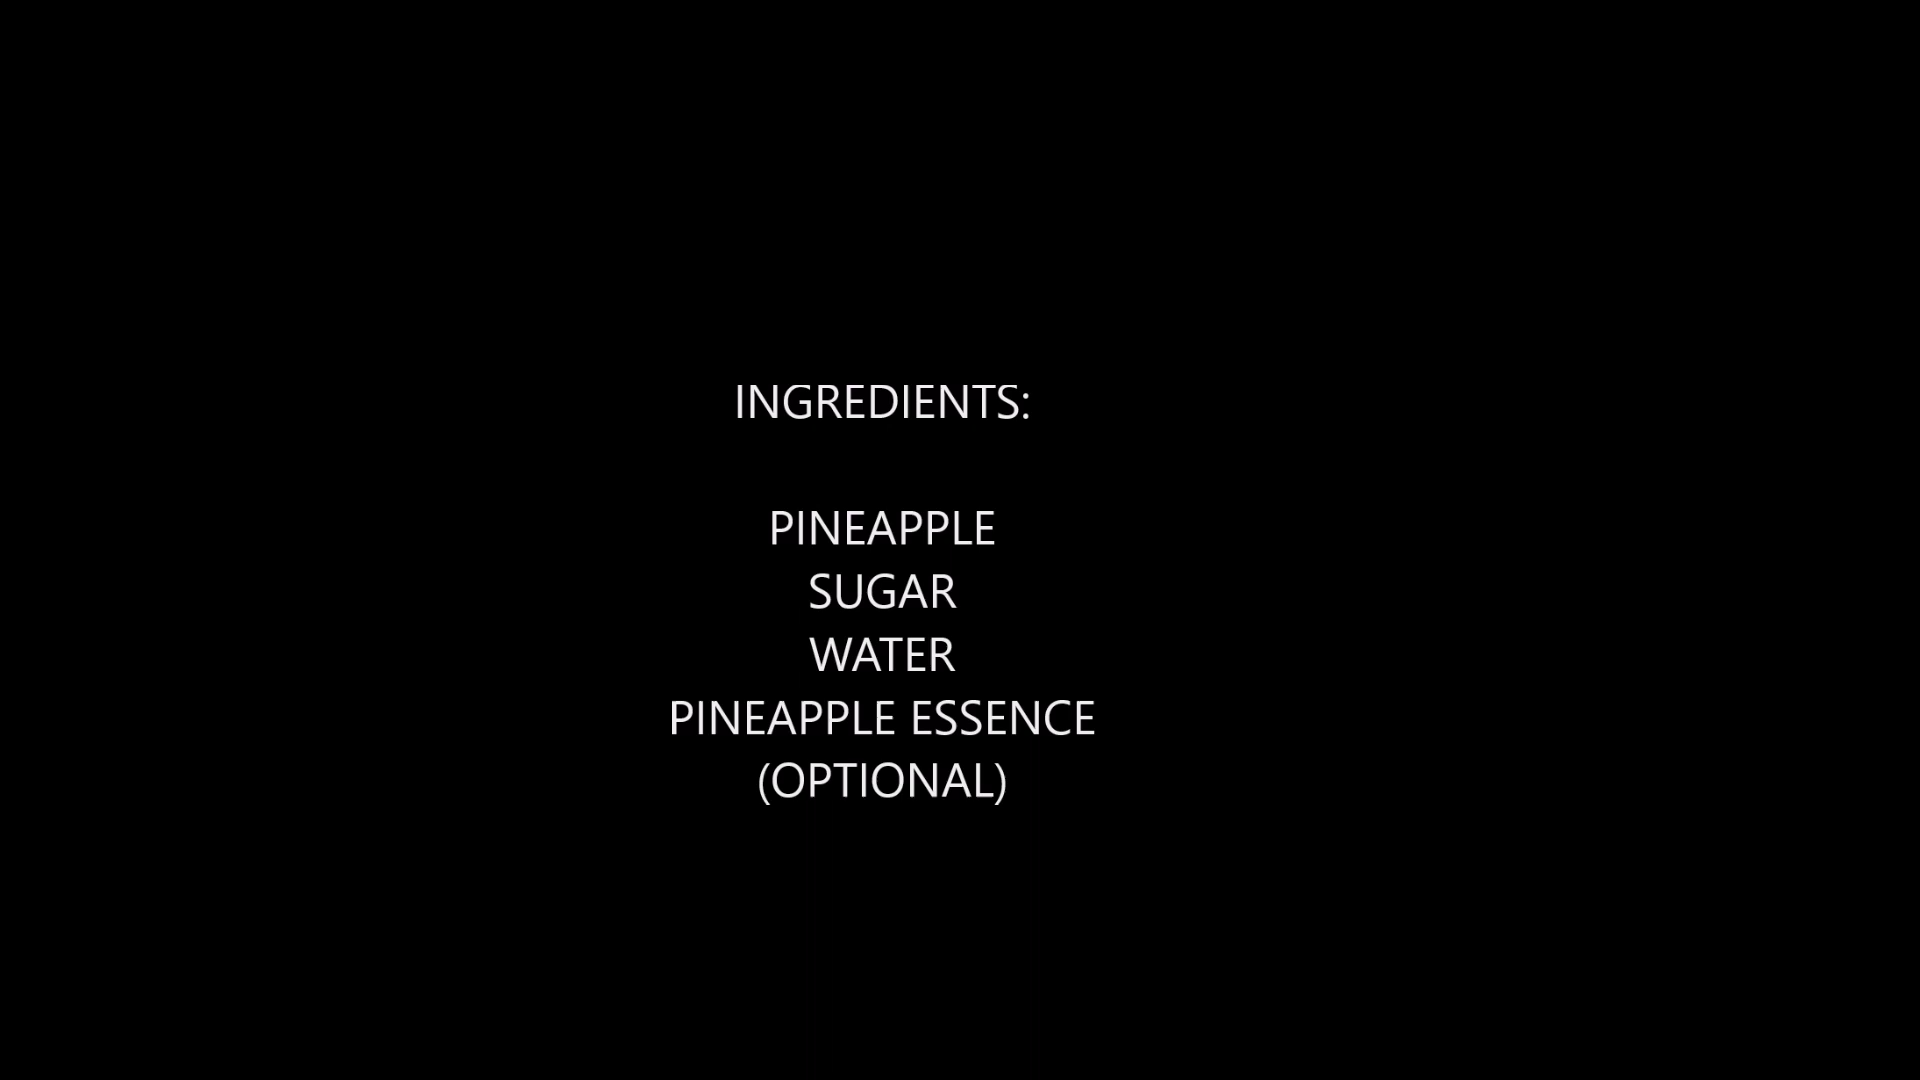 INGREDIENTS:
PINEAPPLE
SUGAR
WATER
PINEAPPLE ESSENCE
(OPTIONAL)